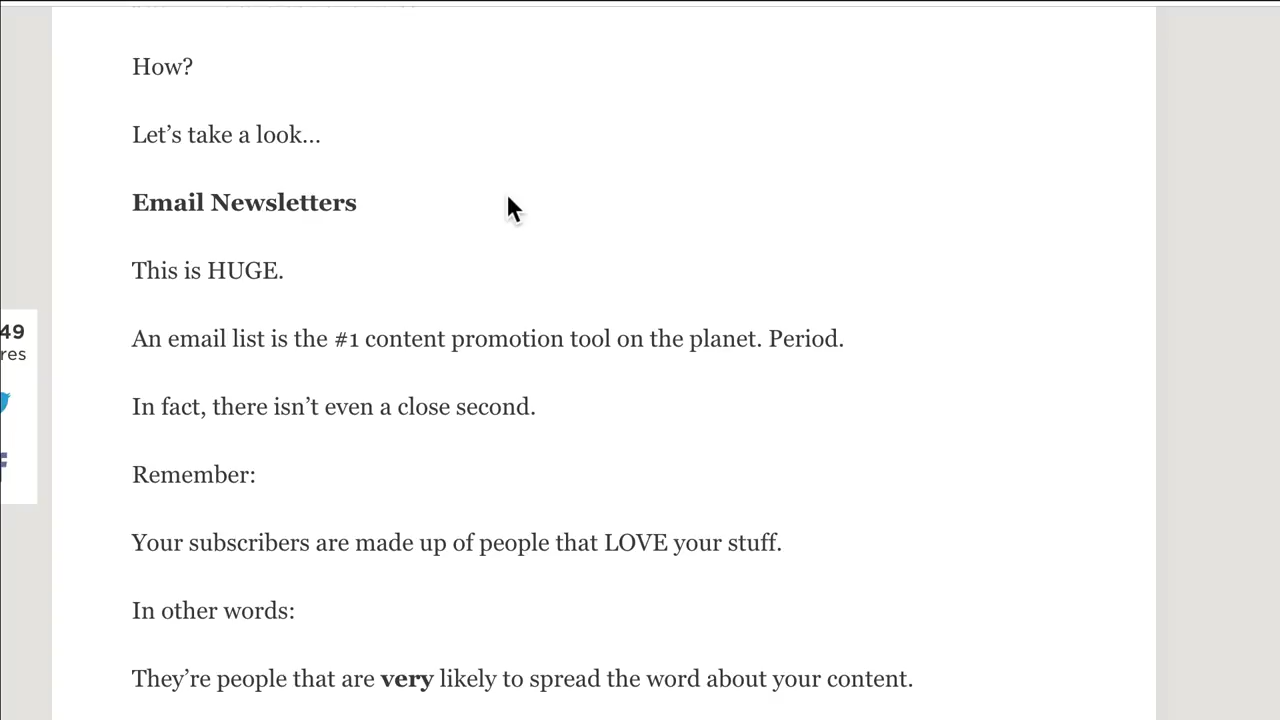 How?
Let’s take a look…
Email Newsletters
This is HUGE.
An email list is the #1 content promotion tool on the planet. Period.
In fact, there isn’t even a close second.
49
res
Remember:
Your subscribers are made up of people that LOVE your stuff.
In other words:
They’re people that are very likely to spread the word about your content.